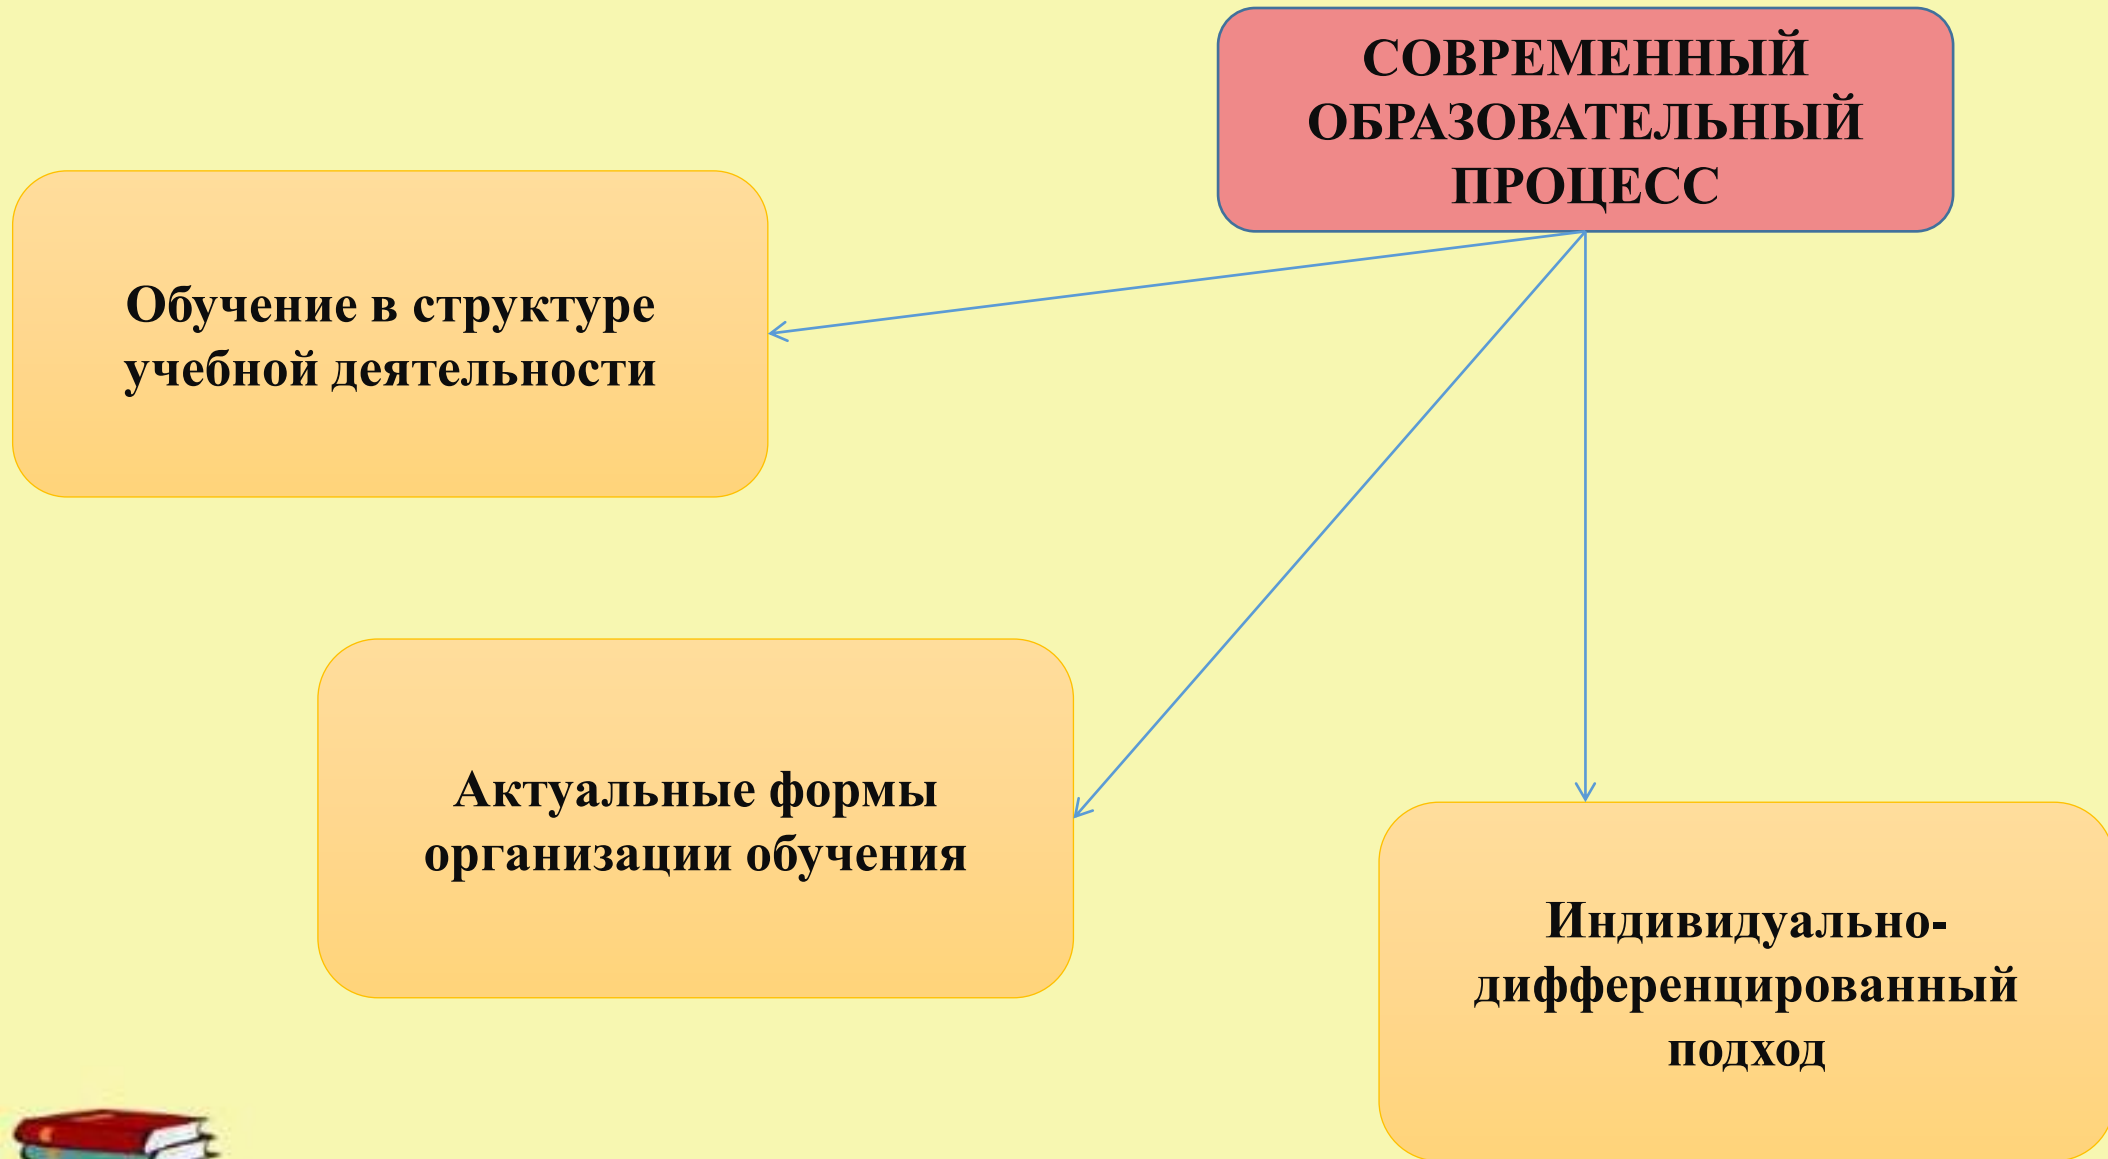 СОВРЕМЕННЫЙ
ОБРАЗОВАТЕЛЬНЫЙ
ПРОЦЕСС
Обучение в структуре
учебной деятельности
Актуальные формы
организации обучения
Индивидуально-
дифференцированный
подход